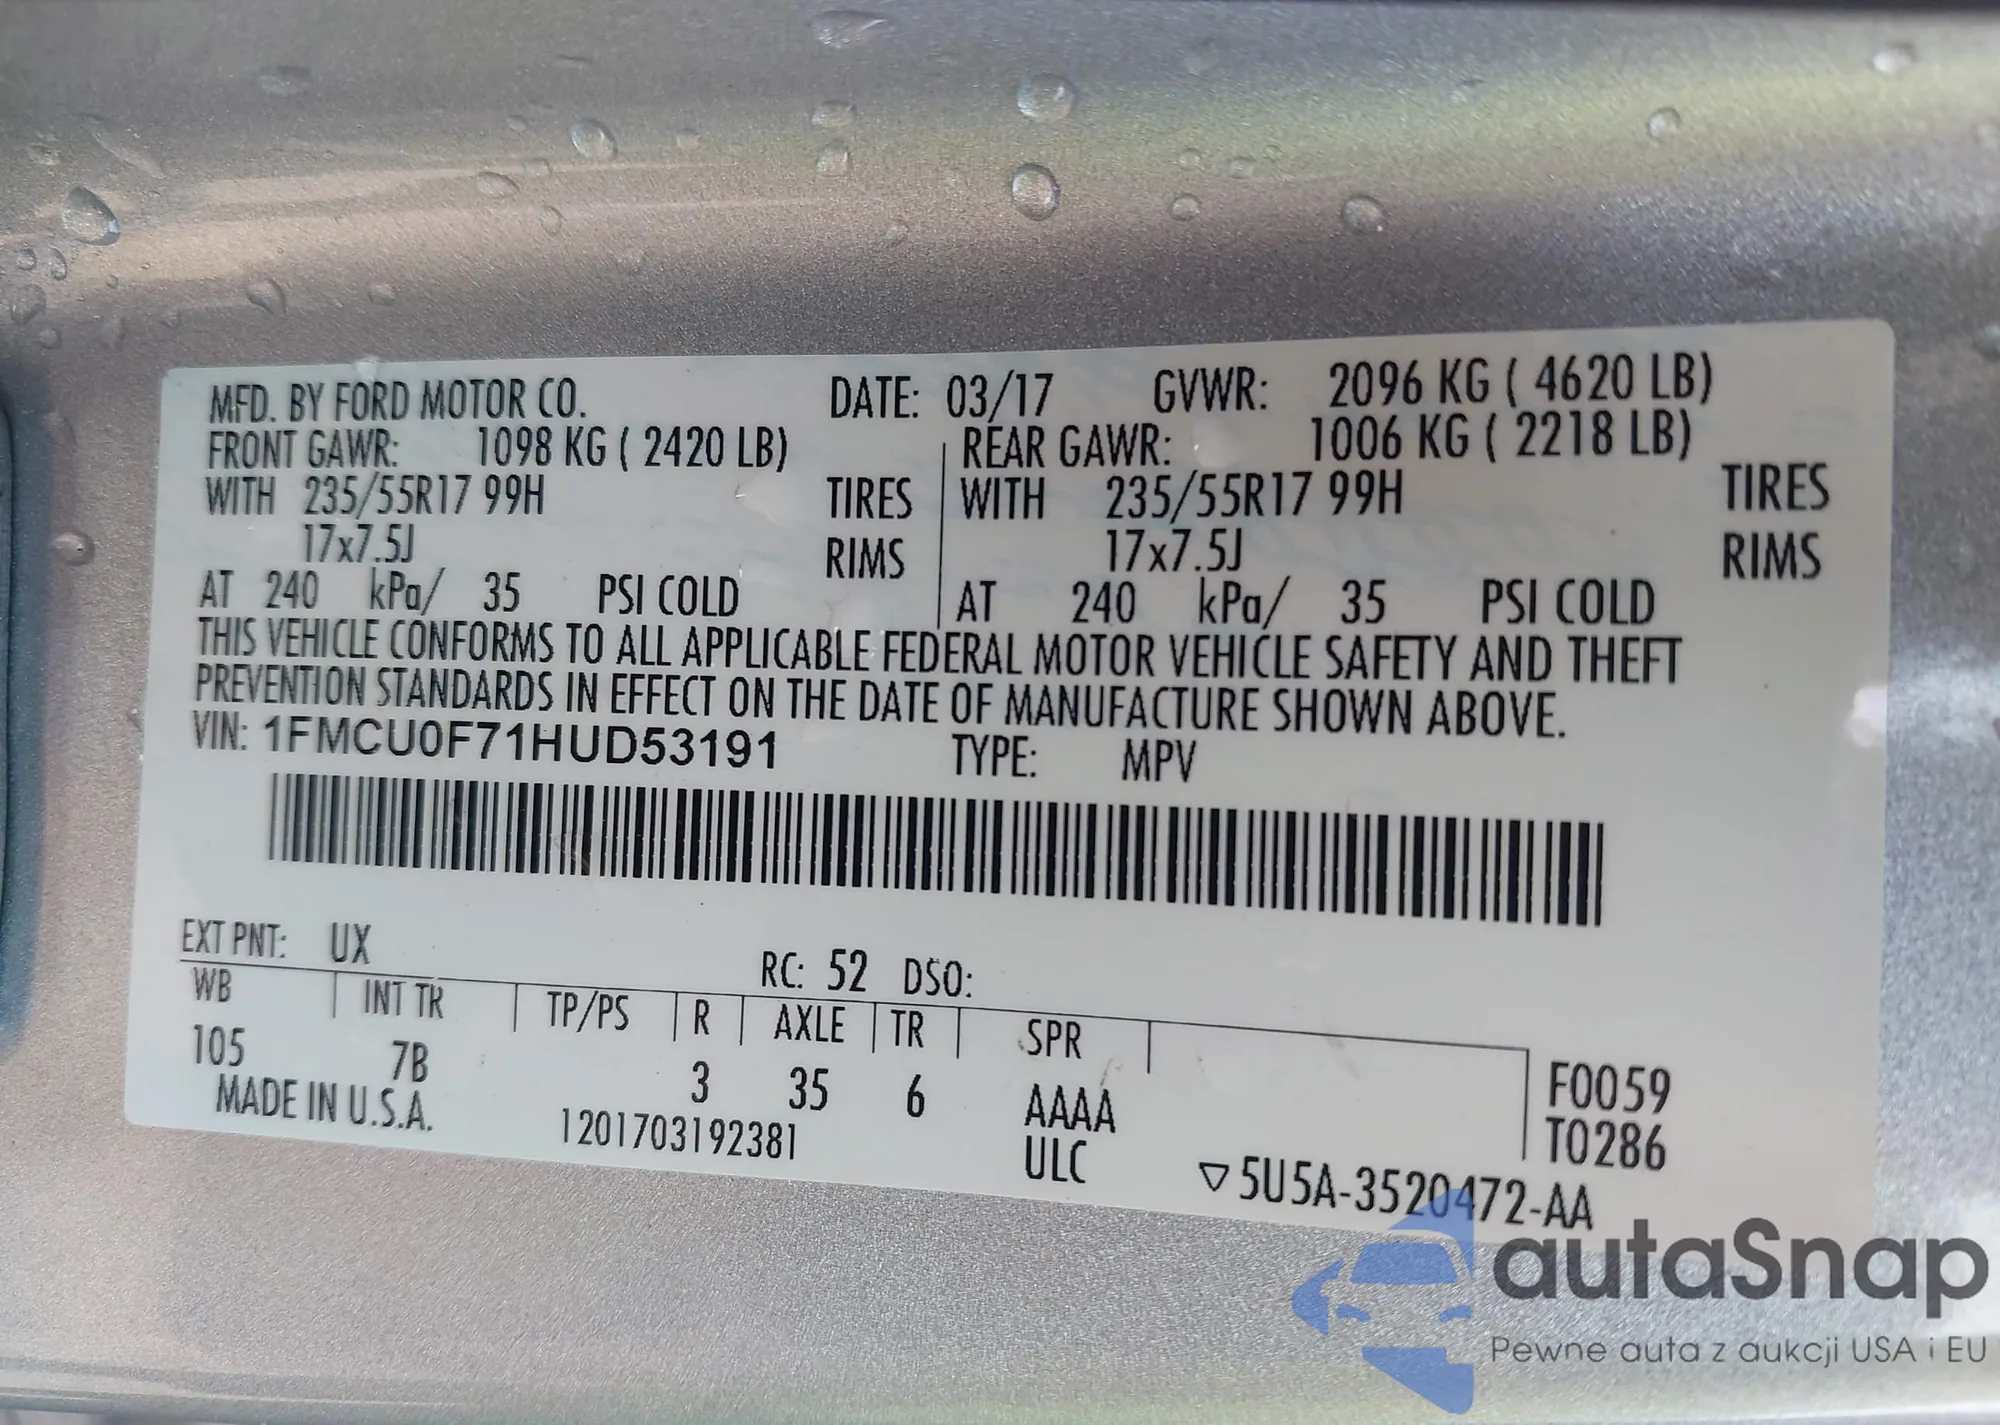 MFD. BY FORD MOTOR CO. DATE: 03/17 GVWR: 2096 KG ( 4620 LB)
FRONT GAWR: 1098 KG ( 2420 LB) REAR GAWR: 1006 KG ( 2218 LB)
WITH 235/55R17 99H TIRES WITH 235/55R17 99H TIRES
17x7.5J RIMS 17x7.5J RIMS
AT 240 kPa/ 35 PSI COLD AT 240 kPa/ 35 PSI COLD
THIS VEHICLE CONFORMS TO ALL APPLICABLE FEDERAL MOTOR VEHICLE SAFETY AND THEFT
PREVENTION STANDARDS IN EFFECT ON THE DATE OF MANUFACTURE SHOWN ABOVE.
VIN: 1FMCU0F71HUD53191 TYPE: MPV
EXT PNT: UX RC: 52 DSO:
WB INT TR TP/PS R AXLE TR SPR
105 7B 3 35 6 AAAA F0059
MADE IN U.S.A. 1201703192381 ULC T0286
▽5U5A-3520472-AA
autaSnap
Pewne auta z aukcji USA i EU